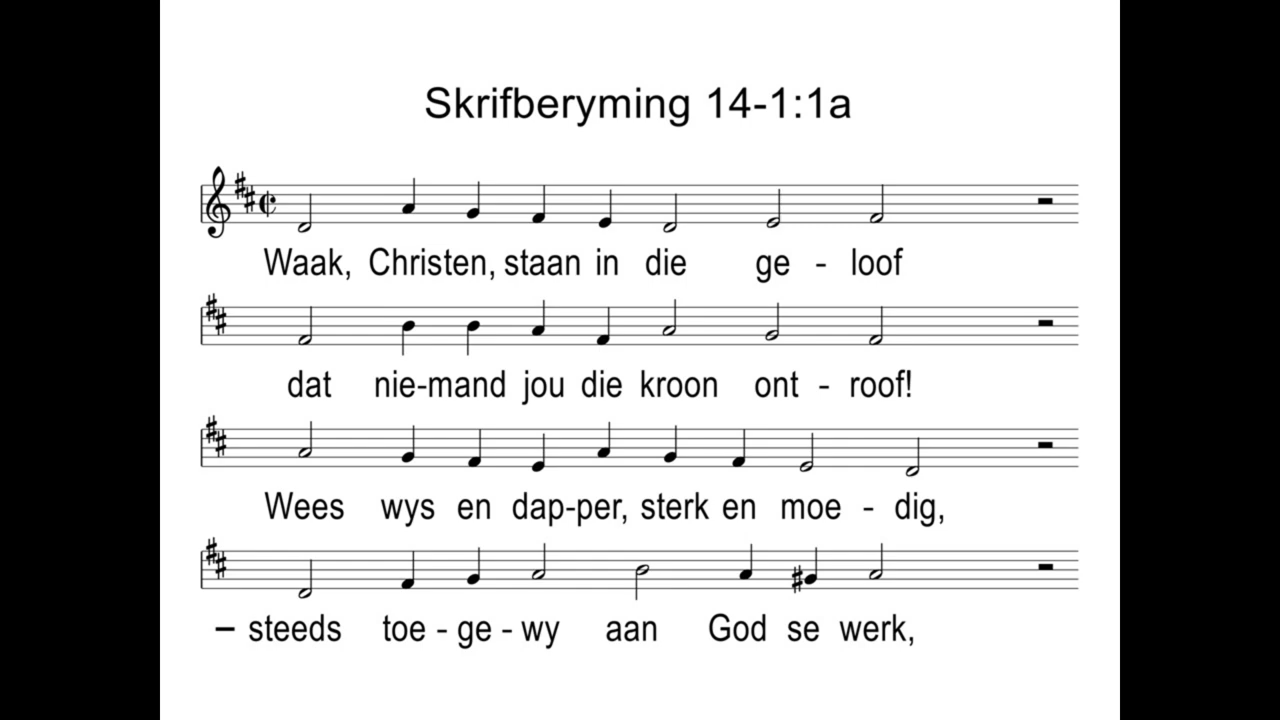 Skrifberyming 14-1:1a
Waak, Christen, staan in die ge - loof
dat nie-mand jou die kroon ont - roof!
Wees wys en dap-per, sterk en moe - dig,
– steeds toe - ge - wy aan God se werk,